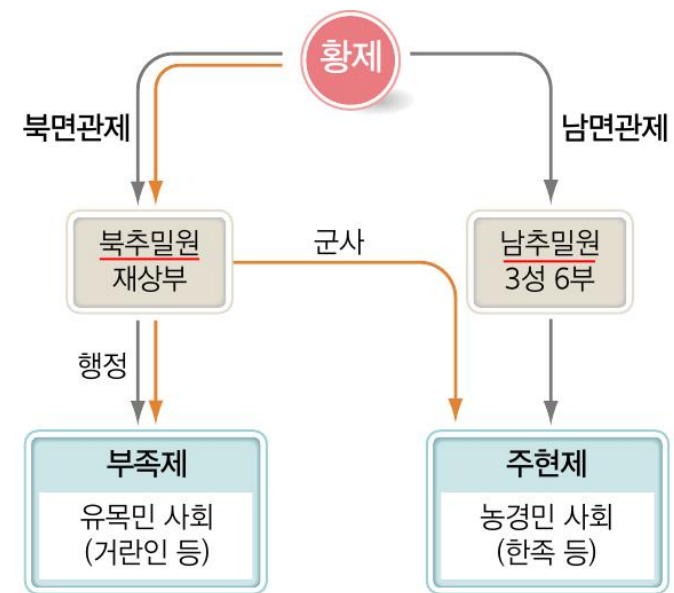 황제
북면관제
남면관제
북추밀원
재상부
군사
남추밀원
3성 6부
행정
부족제
유목민 사회
(거란인 등)
주현제
농경민 사회
(한족 등)